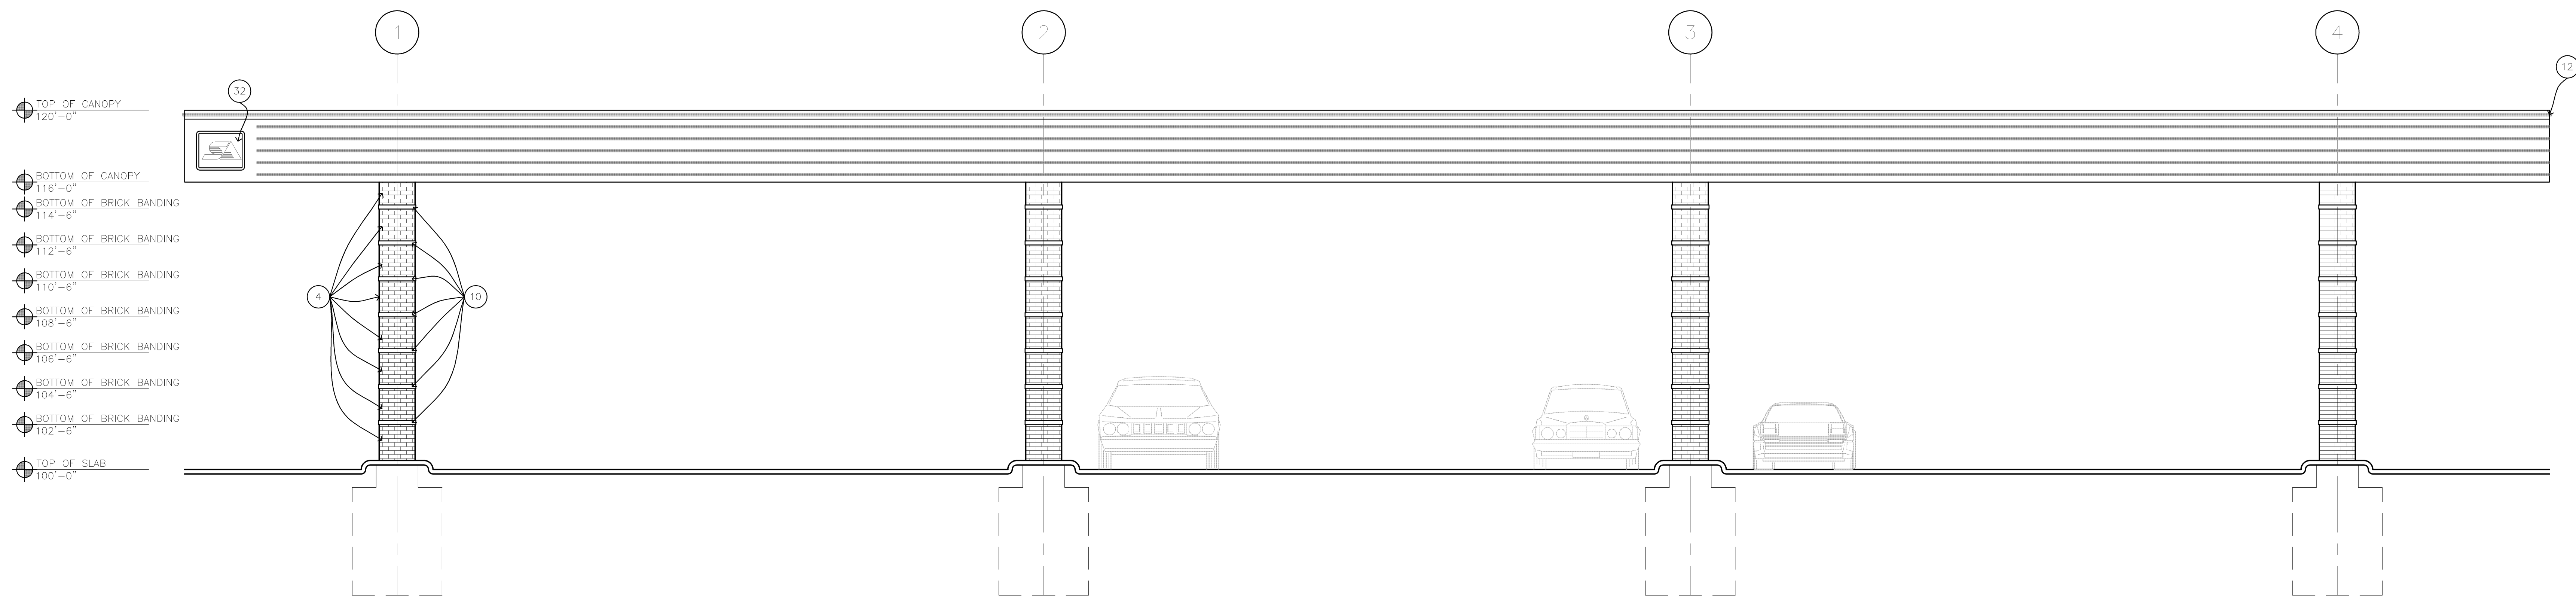 1
2
3
4
12
32
TOP OF CANOPY
120'-0"
BOTTOM OF CANOPY
116'-0"
BOTTOM OF BRICK BANDING
114'-6"
BOTTOM OF BRICK BANDING
112'-6"
BOTTOM OF BRICK BANDING
110'-6"
4
10
BOTTOM OF BRICK BANDING
108'-6"
BOTTOM OF BRICK BANDING
106'-6"
BOTTOM OF BRICK BANDING
104'-6"
BOTTOM OF BRICK BANDING
102'-6"
TOP OF SLAB
100'-0"